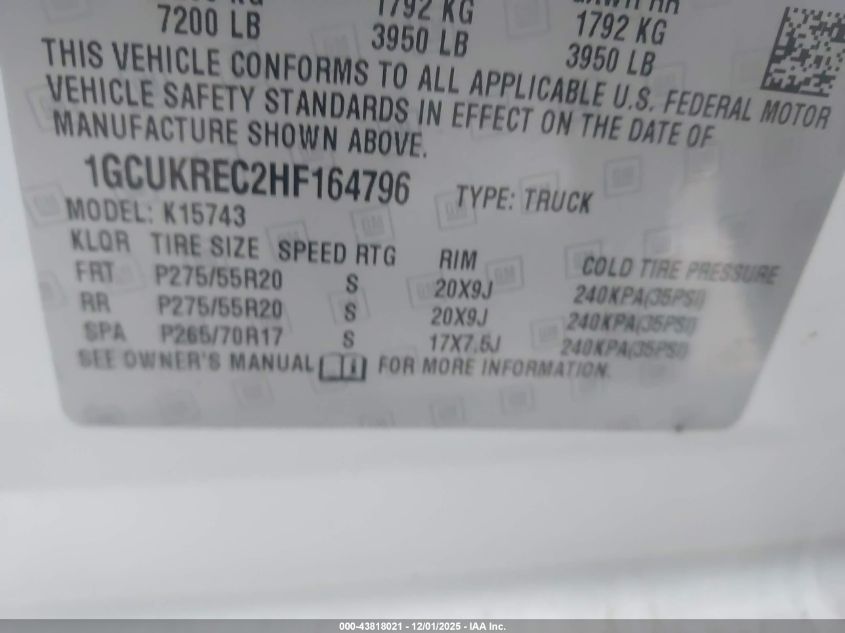 7200 LB 3950 LB 3950 LB
1792 KG 1792 KG
THIS VEHICLE CONFORMS TO ALL APPLICABLE U.S. FEDERAL MOTOR
VEHICLE SAFETY STANDARDS IN EFFECT ON THE DATE OF
MANUFACTURE SHOWN ABOVE.
1GCUKREC2HF164796 TYPE: TRUCK
MODEL: K15743
KLQR TIRE SIZE SPEED RTG RIM COLD TIRE PRESSURE
FRT P275/55R20 S 20X9J 240KPA(35PSI)
RR P275/55R20 S 20X9J 240KPA(35PSI)
SPA P265/70R17 S 17X7.5J 240KPA(35PSI)
SEE OWNER'S MANUAL FOR MORE INFORMATION.
000-43818021 - 12/01/2025 - IAA Inc.